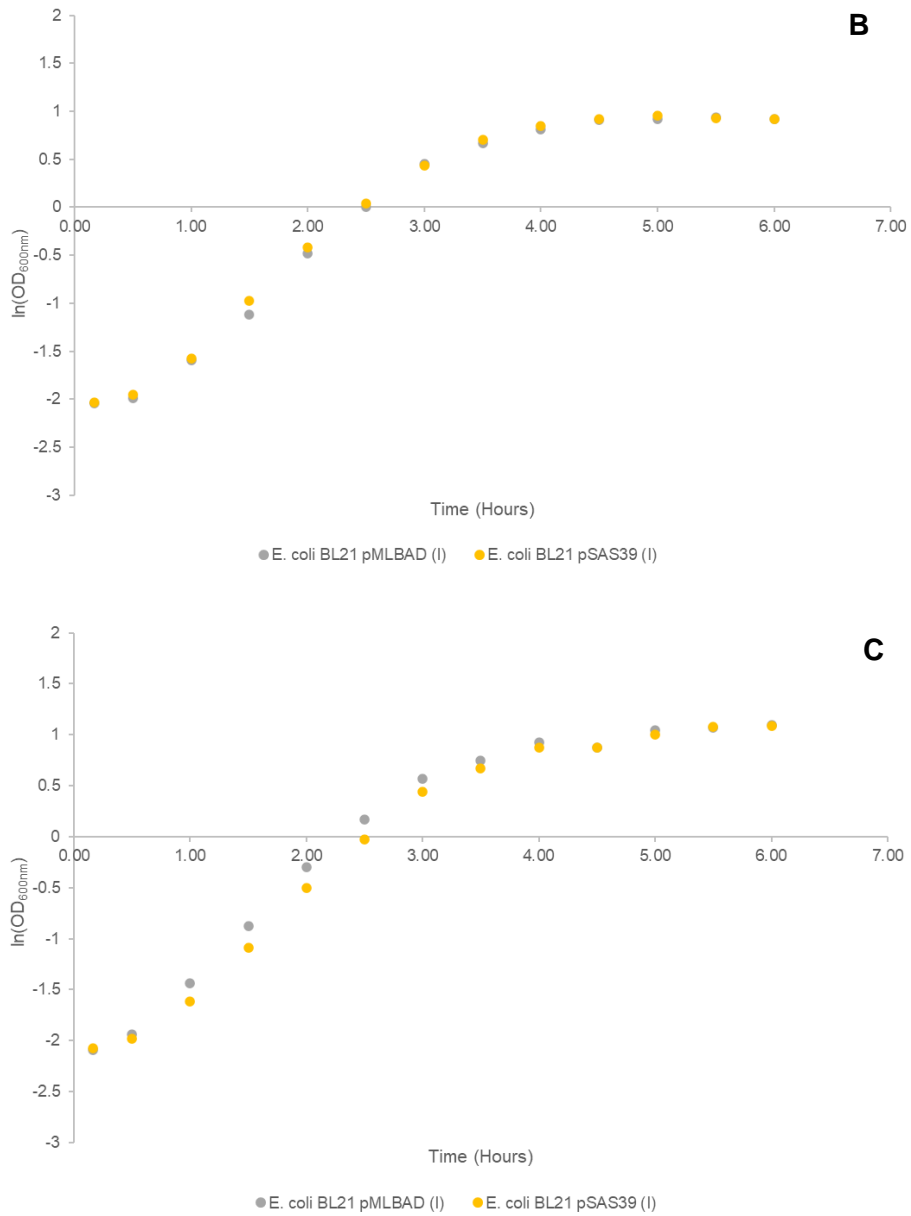 B
2
1.5
1
0.5
0
0.00 1.00 2.00 3.00 4.00 5.00 6.00 7.00
-0.5
-1
-1.5
-2
-2.5
-3
ln(OD600nm)
Time (Hours)
E. coli BL21 pMLBAD (I) E. coli BL21 pSAS39 (I)
C
2
1.5
1
0.5
0
0.00 1.00 2.00 3.00 4.00 5.00 6.00 7.00
-0.5
-1
-1.5
-2
-2.5
-3
ln(OD600nm)
Time (Hours)
E. coli BL21 pMLBAD (I) E. coli BL21 pSAS39 (I)